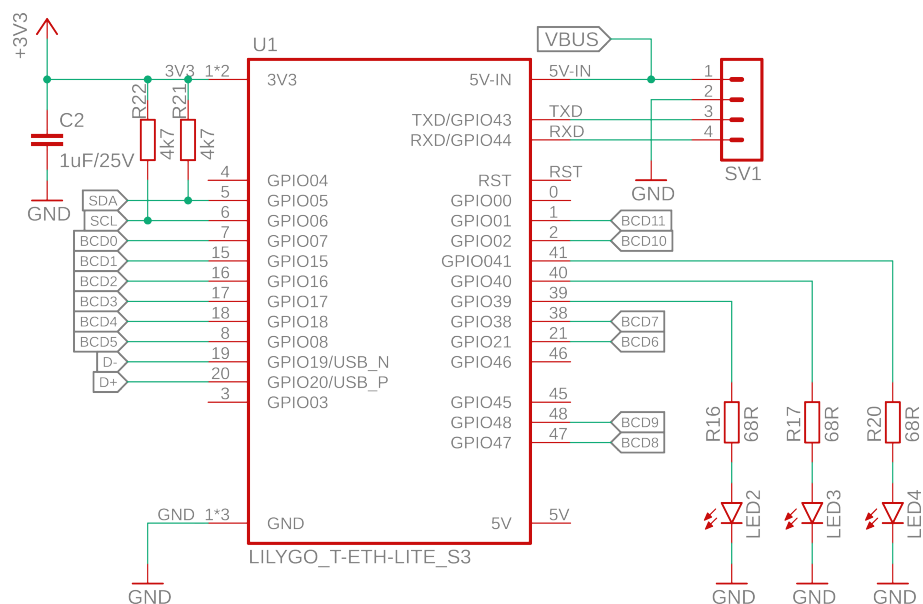 +3V3
U1
VBUS
3V3 1*2
3V3
5V-IN
5V-IN
C2
1uF/25V
R22
4k7
R21
4k7
GND
TXD/GPIO43
TXD
RXD/GPIO44
RXD
1
2
3
4
SV1
GND
4 GPIO04
SDA 5 GPIO05
SCL 6 GPIO06
BCD0 7 GPIO07
BCD1 15 GPIO15
BCD2 16 GPIO16
BCD3 17 GPIO17
BCD4 18 GPIO18
BCD5 8 GPIO08
D- 19 GPIO19/USB_N
D+ 20 GPIO20/USB_P
3 GPIO03
GND 1*3 GND
RST RST
GPIO00 0
GPIO01 1 BCD11
GPIO02 2 BCD10
GPIO041 41
GPIO40 40
GPIO39 39
GPIO38 38 BCD7
GPIO21 21 BCD6
GPIO46 46
GPIO45 45
GPIO48 48 BCD9
GPIO47 47 BCD8
5V 5V
R16
68R
R17
68R
R20
68R
LED2
LED3
LED4
LILYGO_T-ETH-LITE_S3
GND
GND
GND
GND